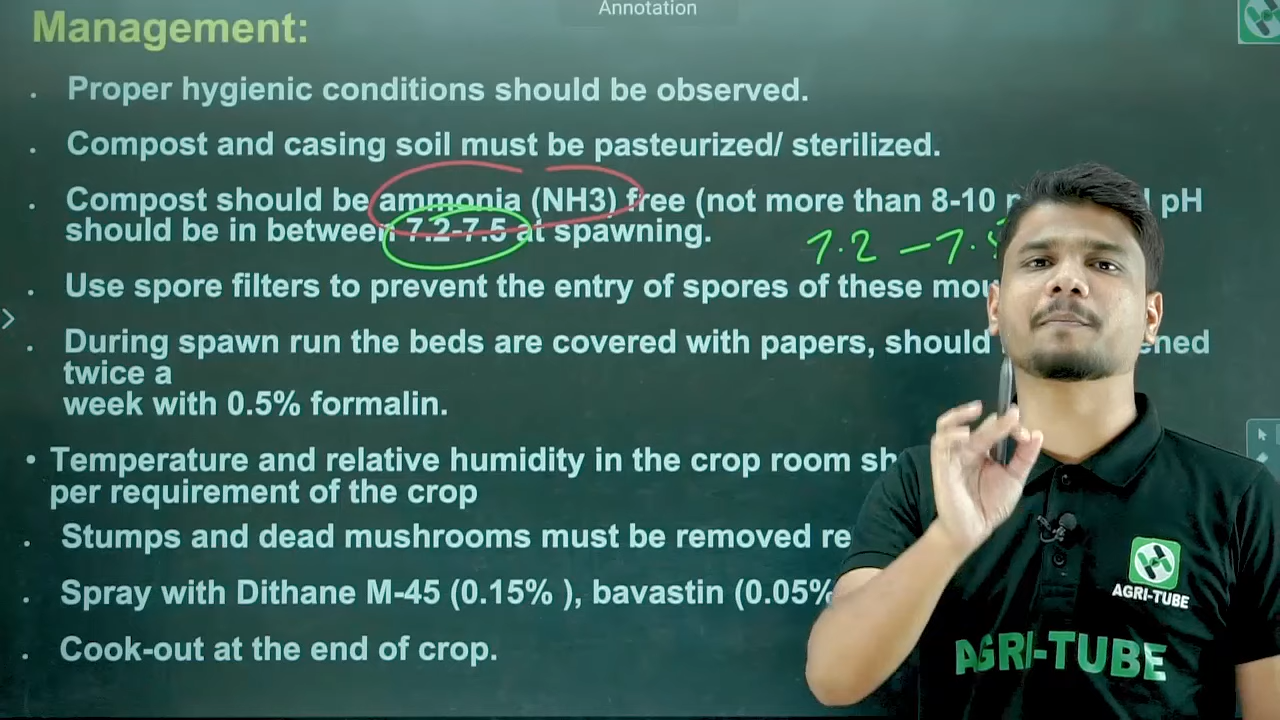 Annotation
Management:
. Proper hygienic conditions should be observed.
. Compost and casing soil must be pasteurized/ sterilized.
. Compost should be ammonia (NH3) free (not more than 8-10 pH
should be in between 7.2-7.5 at spawning.
7.2 - 7.5
. Use spore filters to prevent the entry of spores of these
. During spawn run the beds are covered with papers, should
twice a
week with 0.5% formalin.
• Temperature and relative humidity in the crop room
per requirement of the crop
. Stumps and dead mushrooms must be removed
. Spray with Dithane M-45 (0.15% ), bavastin (0.05%
. Cook-out at the end of crop.
AGRI-TUBE
AGRI-TUBE